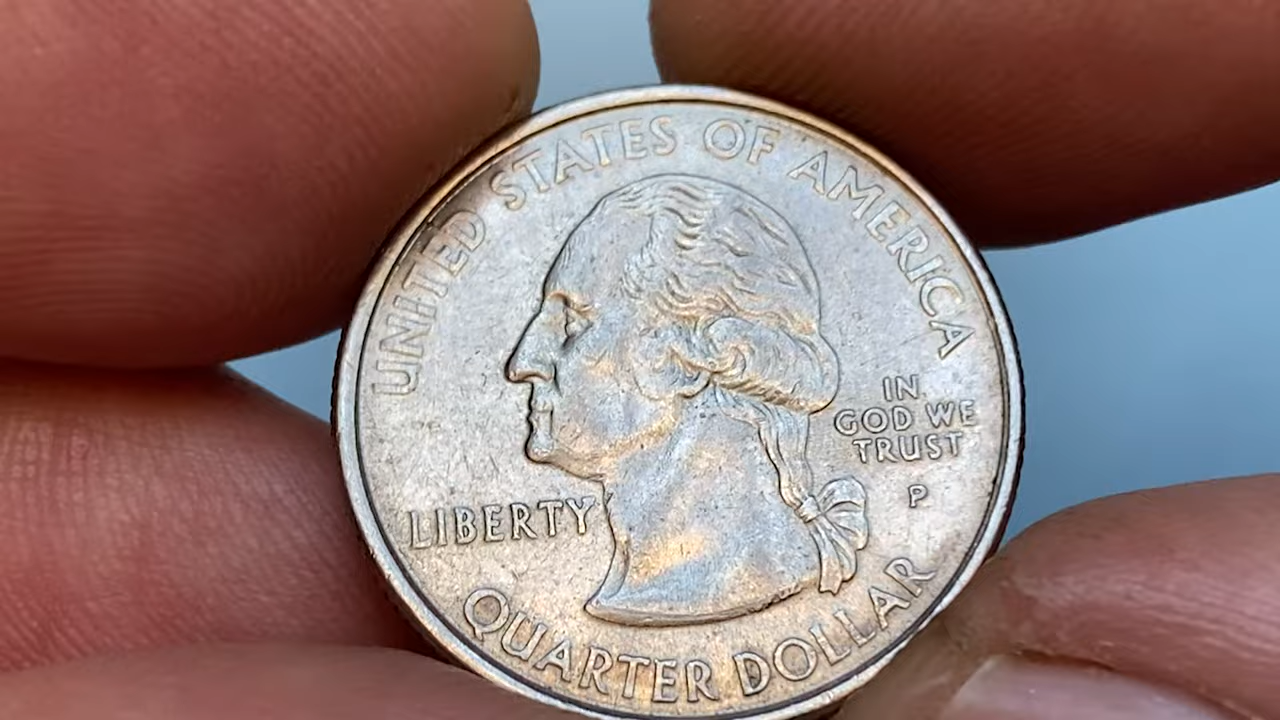 UNITED STATES OF AMERICA
LIBERTY
IN
GOD WE
TRUST
P
QUARTER DOLLAR